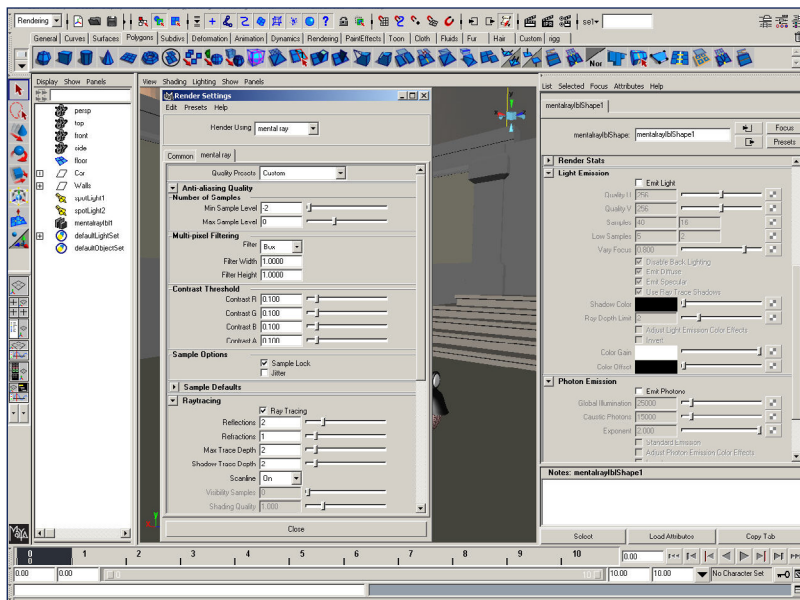 Rendering
sel
General Curves Surfaces Polygons Subdivs Deformation Animation Dynamics Rendering PaintEffects Toon Cloth Fluids Fur Hair Custom rigg
Nor
Display Show Panels
persp
top
front
side
floor
Car
Walls
spotLight1
spotLight2
mentalrayIbl1
defaultLightSet
defaultObjectSet
View Shading Lighting Show Panels
Render Settings
Edit Presets Help
Render Using mental ray
Common mental ray
Quality Presets Custom
Anti-aliasing Quality
Number of Samples
Min Sample Level -2
Max Sample Level 0
Multi-pixel Filtering
Filter Box
Filter Width 1.0000
Filter Height 1.0000
Contrast Threshold
Contrast R 0.100
Contrast G 0.100
Contrast B 0.100
Contrast A 0.100
Sample Options
Sample Lock
Jitter
Sample Defaults
Raytracing
Ray Tracing
Reflections 2
Refractions 1
Max Trace Depth 2
Shadow Trace Depth 2
Scanline On
Visibility Samples 0
Shading Quality 1.000
Close
List Selected Focus Attributes Help
mentalrayIblShape1
mentalrayIblShape: mentalrayIblShape1
Focus
Presets
Render Stats
Light Emission
Emit Light
Quality U 256
Quality V 256
Samples 40 16
Low Samples 5 2
Vary Focus 0.800
Disable Back Lighting
Emit Diffuse
Emit Specular
Use Ray Trace Shadows
Shadow Color
Ray Depth Limit 2
Adjust Light Emission Color Effects
Invert
Color Gain
Color Offset
Photon Emission
Emit Photons
Global Illumination 25000
Caustic Photons 15000
Exponent 2.000
Standard Emission
Adjust Photon Emission Color Effects
Notes: mentalrayIblShape1
Select Load Attributes Copy Tab
MAYA
0 1 2 3 4 5 6 7 8 9 10
0
0.00
0.00 0.00 10.00 10.00 No Character Set